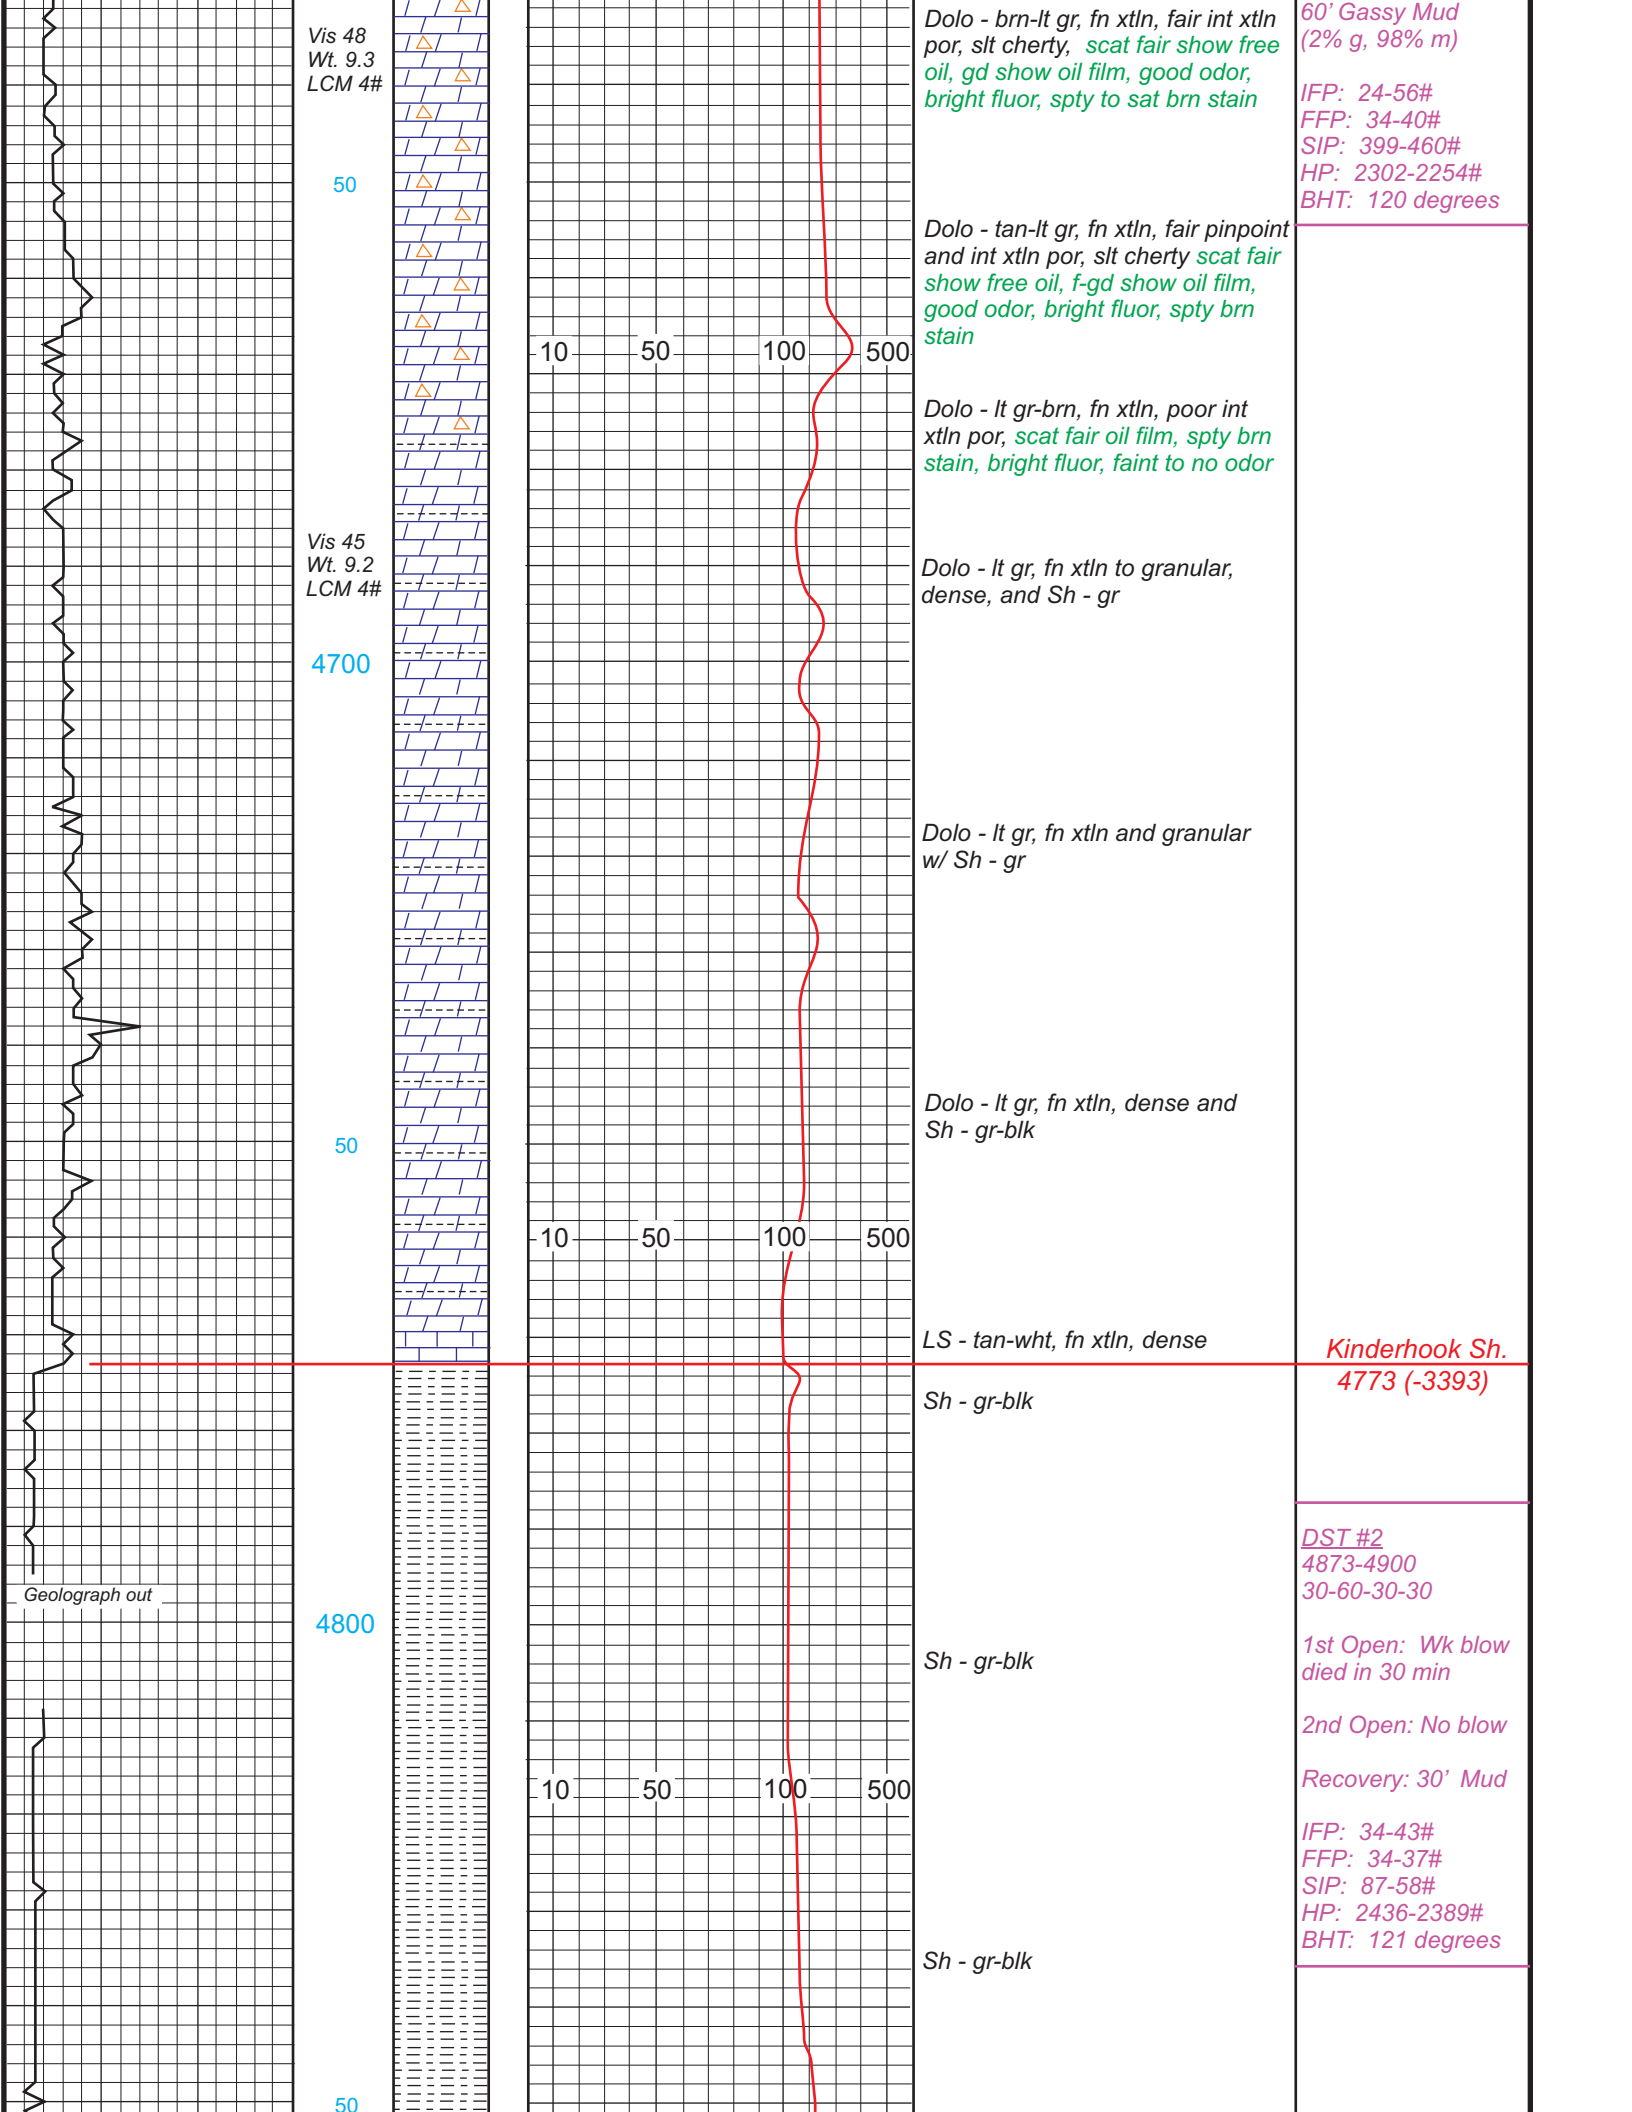 Vis 48
Wt. 9.3
LCM 4#
50
Vis 45
Wt. 9.2
LCM 4#
4700
50
Geolograph out
4800
50
10 50 100 500
10 50 100 500
10 50 100 500
Dolo - brn-lt gr, fn xtln, fair int xtln
por, slt cherty, scat fair show free
oil, gd show oil film, good odor,
bright fluor, spty to sat brn stain
Dolo - tan-lt gr, fn xtln, fair pinpoint
and int xtln por, slt cherty scat fair
show free oil, f-gd show oil film,
good odor, bright fluor, spty brn
stain
Dolo - lt gr-brn, fn xtln, poor int
xtln por, scat fair oil film, spty brn
stain, bright fluor, faint to no odor
Dolo - lt gr, fn xtln to granular,
dense, and Sh - gr
Dolo - lt gr, fn xtln and granular
w/ Sh - gr
Dolo - lt gr, fn xtln, dense and
Sh - gr-blk
LS - tan-wht, fn xtln, dense
Sh - gr-blk
Sh - gr-blk
Sh - gr-blk
60’ Gassy Mud
(2% g, 98% m)
IFP: 24-56#
FFP: 34-40#
SIP: 399-460#
HP: 2302-2254#
BHT: 120 degrees
Kinderhook Sh.
4773 (-3393)
DST #2
4873-4900
30-60-30-30
1st Open: Wk blow
died in 30 min
2nd Open: No blow
Recovery: 30’ Mud
IFP: 34-43#
FFP: 34-37#
SIP: 87-58#
HP: 2436-2389#
BHT: 121 degrees